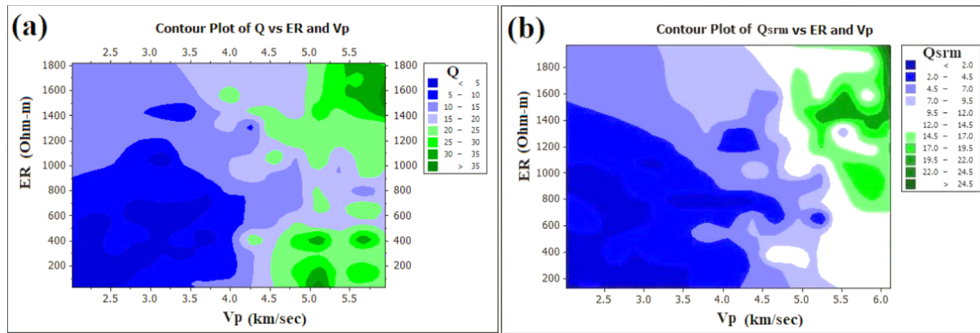 (a)
Contour Plot of Q vs ER and Vp
2.5 3.0 3.5 4.0 4.5 5.0 5.5
ER (Ohm-m)
1800 1800
1600 1600
1400 1400
1200 1200
1000 1000
800 800
600 600
400 400
200 200
2.5 3.0 3.5 4.0 4.5 5.0 5.5
Vp (km/sec)
Q
< 5
5 – 10
10 – 15
15 – 20
20 – 25
25 – 30
30 – 35
> 35
(b)
Contour Plot of Qsrm vs ER and Vp
ER (Ohm-m)
1800
1600
1400
1200
1000
800
600
400
200
2.5 3.0 3.5 4.0 4.5 5.0 5.5 6.0
Vp (km/sec)
Qsrm
< 2.0
2.0 – 4.5
4.5 – 7.0
7.0 – 9.5
9.5 – 12.0
12.0 – 14.5
14.5 – 17.0
17.0 – 19.5
19.5 – 22.0
22.0 – 24.5
> 24.5